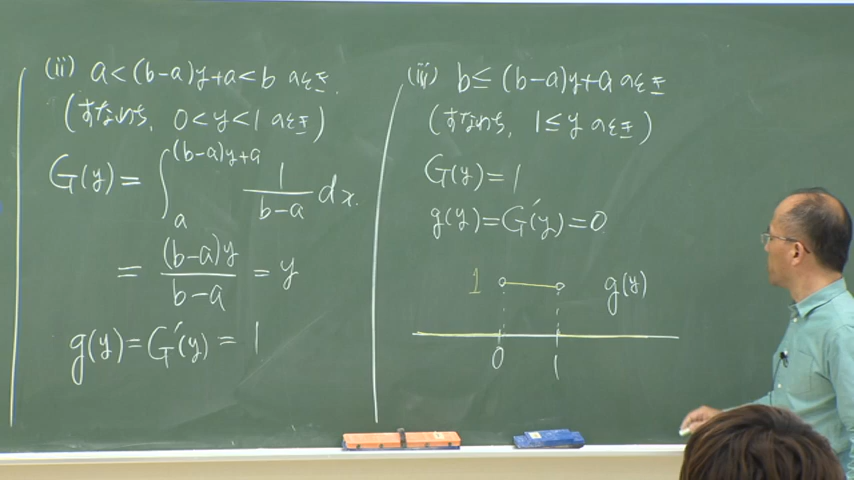 (ii) a<(b-a)y+a<b のとき.
(すなわち, 0<y<1 のとき)
G(y)= ∫_a^{(b-a)y+a} 1/(b-a) dx.
= (b-a)y/(b-a) = y
g(y)=G'(y) = 1
(iii) b≤(b-a)y+a のとき
(すなわち, 1≤y のとき)
G(y)=1
g(y)=G'(y)=0
1
g(y)
0 1